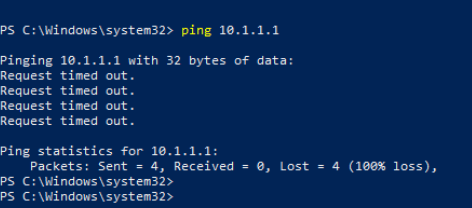 PS C:\Windows\system32> ping 10.1.1.1
Pinging 10.1.1.1 with 32 bytes of data:
Request timed out.
Request timed out.
Request timed out.
Request timed out.
Ping statistics for 10.1.1.1:
    Packets: Sent = 4, Received = 0, Lost = 4 (100% loss),
PS C:\Windows\system32>
PS C:\Windows\system32>